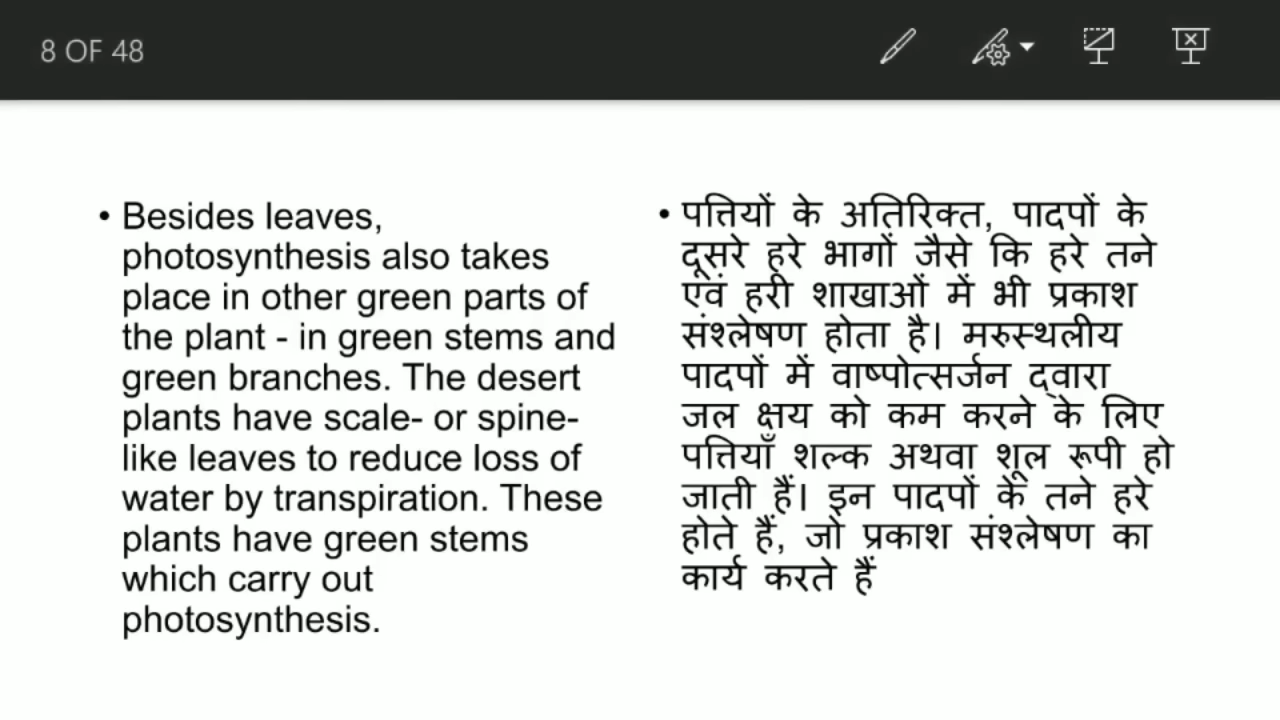 8 OF 48
• Besides leaves,
photosynthesis also takes
place in other green parts of
the plant - in green stems and
green branches. The desert
plants have scale- or spine-
like leaves to reduce loss of
water by transpiration. These
plants have green stems
which carry out
photosynthesis.
• पत्तियों के अतिरिक्त, पादपों के
दूसरे हरे भागों जैसे कि हरे तने
एवं हरी शाखाओं में भी प्रकाश
संश्लेषण होता है। मरुस्थलीय
पादपों में वाष्पोत्सर्जन द्वारा
जल क्षय को कम करने के लिए
पत्तियाँ शल्क अथवा शूल रूपी हो
जाती हैं। इन पादपों के तने हरे
होते हैं, जो प्रकाश संश्लेषण का
कार्य करते हैं